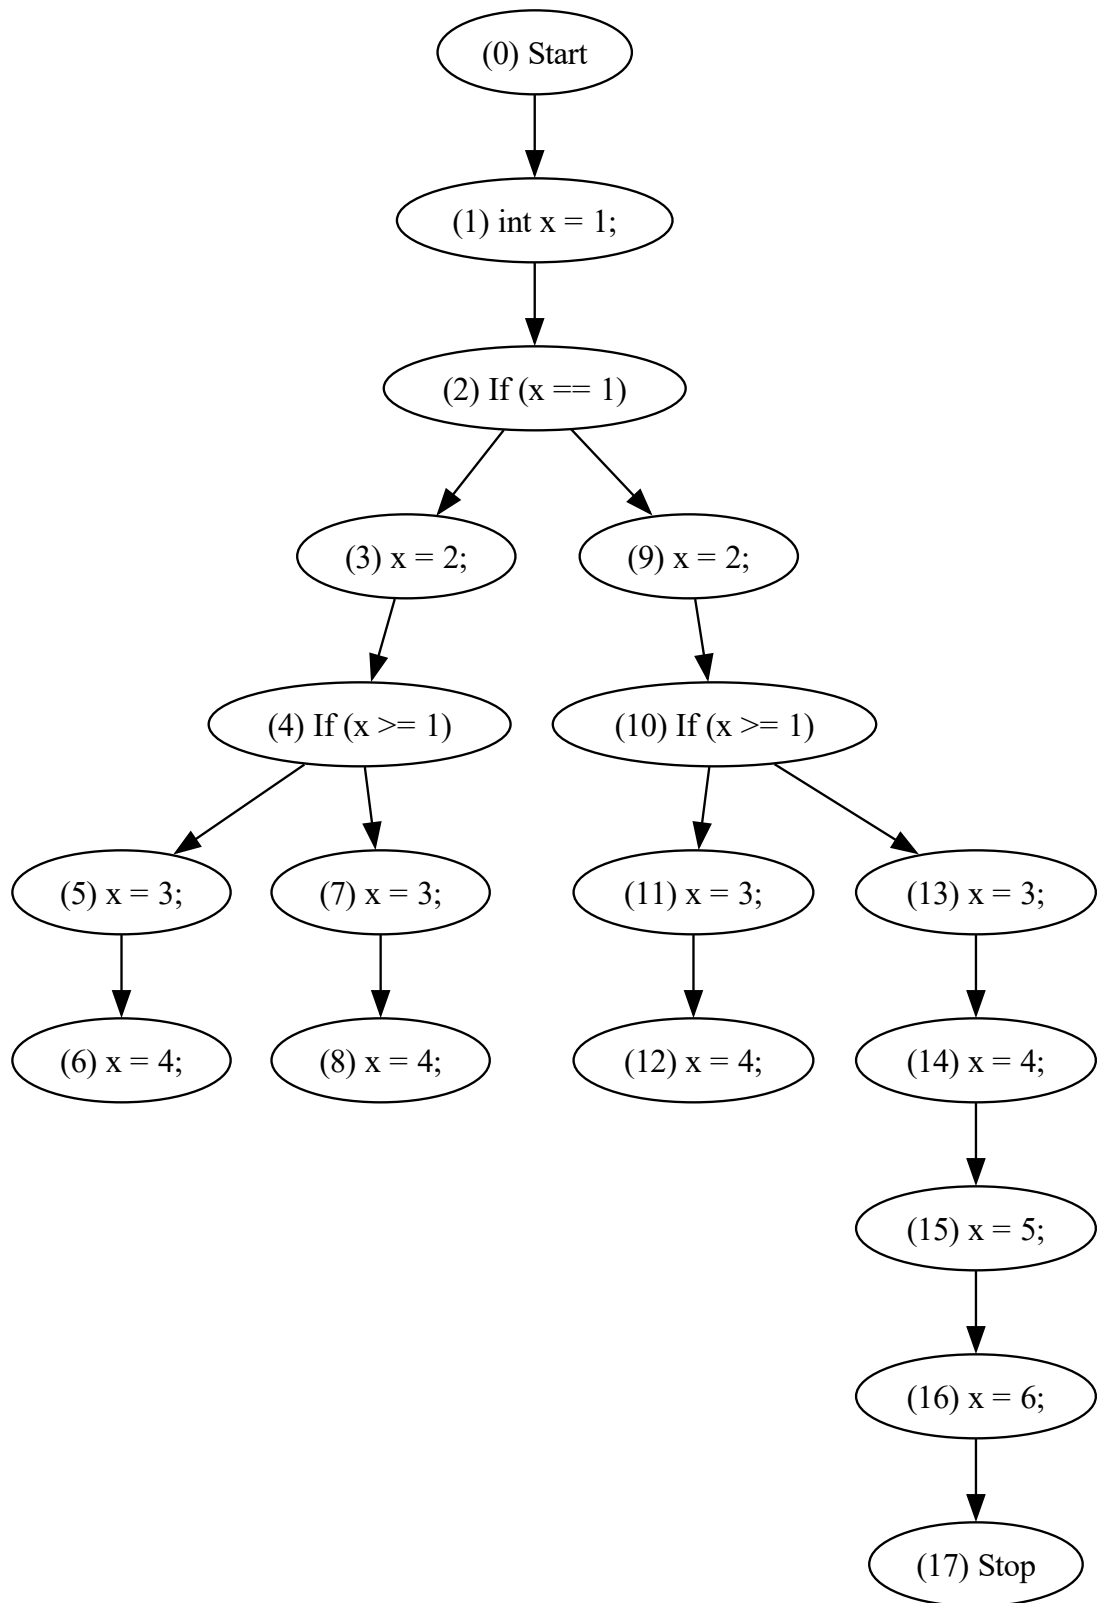 (0) Start
(1) int x = 1;
(2) If (x == 1)
(3) x = 2;
(9) x = 2;
(4) If (x >= 1)
(10) If (x >= 1)
(5) x = 3;
(7) x = 3;
(11) x = 3;
(13) x = 3;
(6) x = 4;
(8) x = 4;
(12) x = 4;
(14) x = 4;
(15) x = 5;
(16) x = 6;
(17) Stop